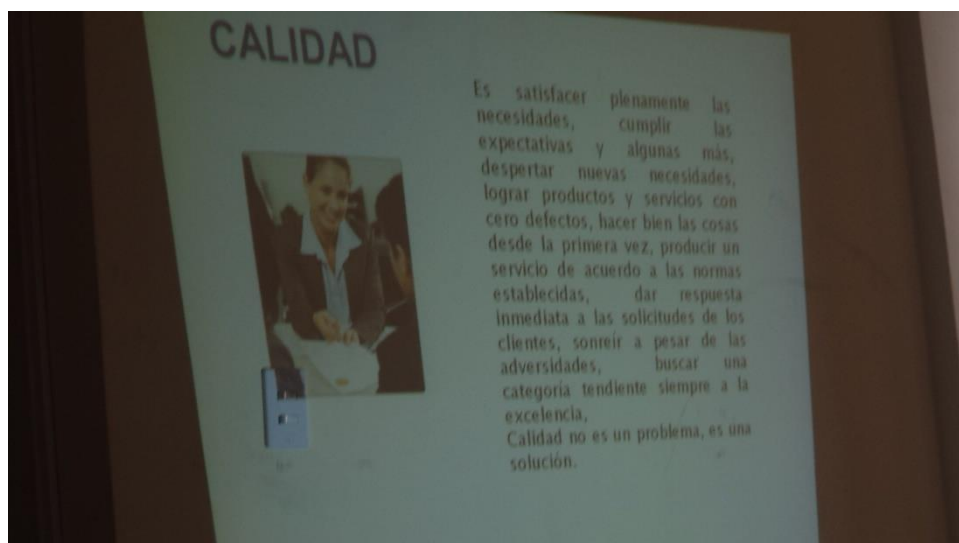 CALIDAD
Es satisfacer plenamente las
necesidades, cumplir las
expectativas y algunas más,
despertar nuevas necesidades,
lograr productos y servicios con
cero defectos, hacer bien las cosas
desde la primera vez, producir un
servicio de acuerdo a las normas
establecidas, dar respuesta
inmediata a las solicitudes de los
clientes, sonreír a pesar de las
adversidades, buscar una
categoría tendiente siempre a la
excelencia,
Calidad no es un problema, es una
solución.